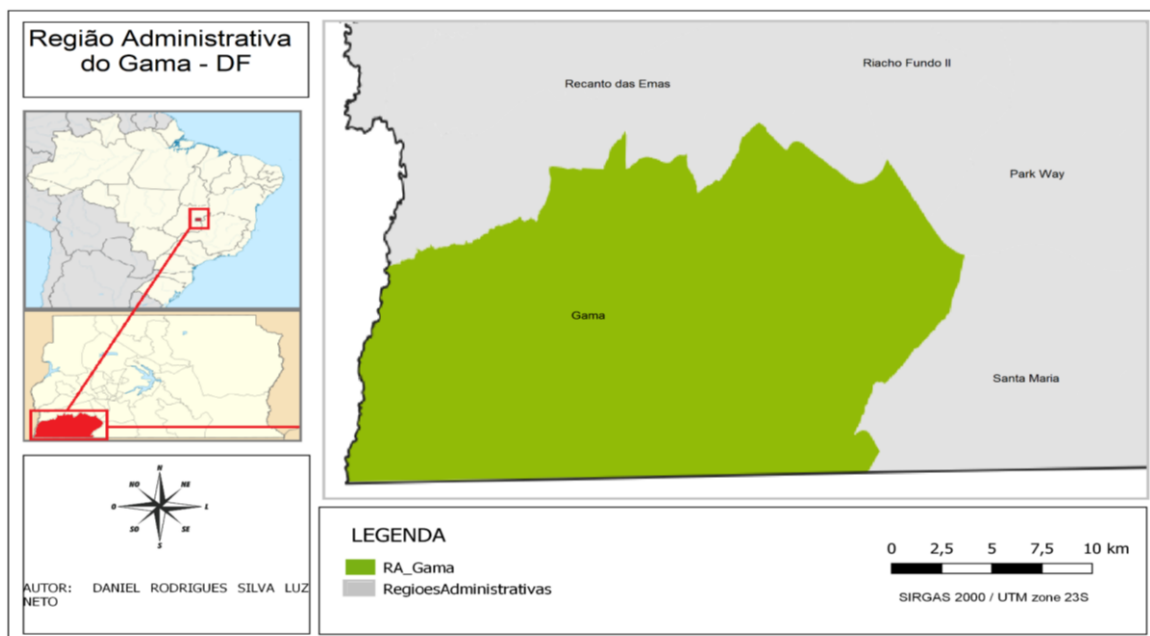 Região Administrativa
do Gama - DF
Recanto das Emas
Riacho Fundo II
Park Way
Gama
Santa Maria
N
NO
NE
O
L
SO
SE
S
AUTOR: DANIEL RODRIGUES SILVA LUZ
NETO
LEGENDA
RA_Gama
RegioesAdministrativas
0 2,5 5 7,5 10 km
SIRGAS 2000 / UTM zone 23S